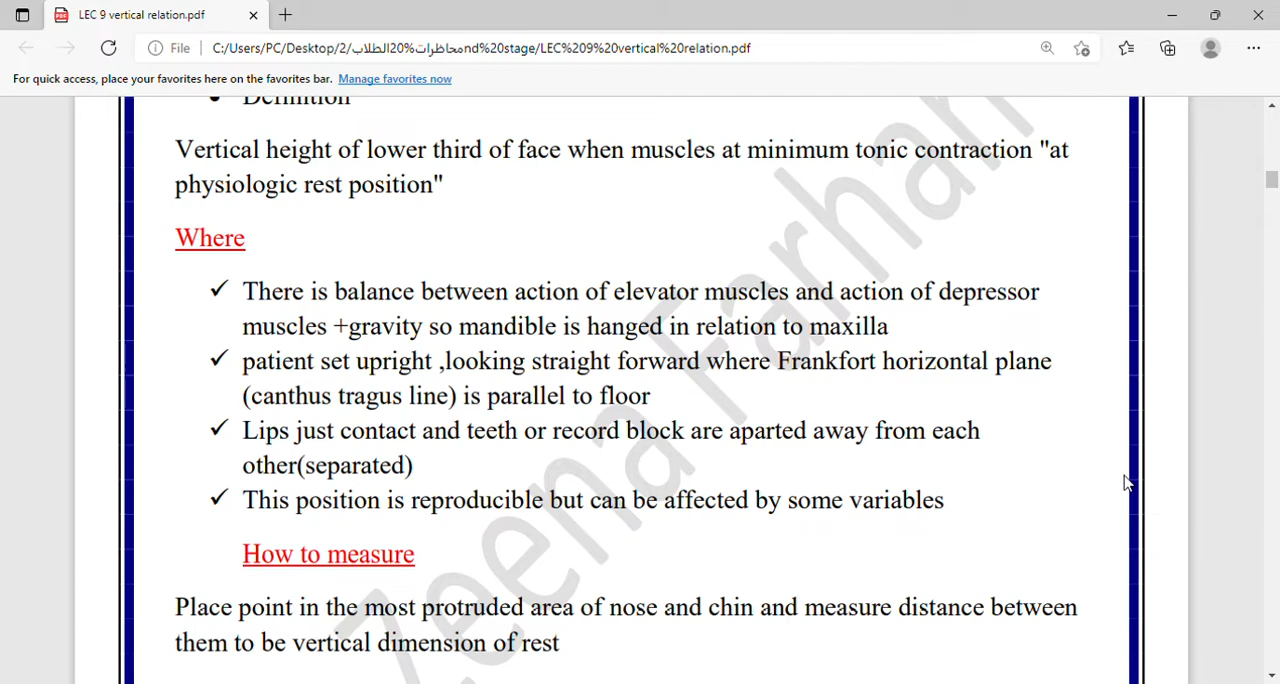 LEC 9 vertical relation.pdf
File C:/Users/PC/Desktop/2/محاظرات%20الطلابnd%20stage/LEC%209%20vertical%20relation.pdf
For quick access, place your favorites here on the favorites bar. Manage favorites now
• Definition
Vertical height of lower third of face when muscles at minimum tonic contraction "at
physiologic rest position"
Where
✓ There is balance between action of elevator muscles and action of depressor
muscles +gravity so mandible is hanged in relation to maxilla
✓ patient set upright ,looking straight forward where Frankfort horizontal plane
(canthus tragus line) is parallel to floor
✓ Lips just contact and teeth or record block are aparted away from each
other(separated)
✓ This position is reproducible but can be affected by some variables
How to measure
Place point in the most protruded area of nose and chin and measure distance between
them to be vertical dimension of rest
Zeena Farhan